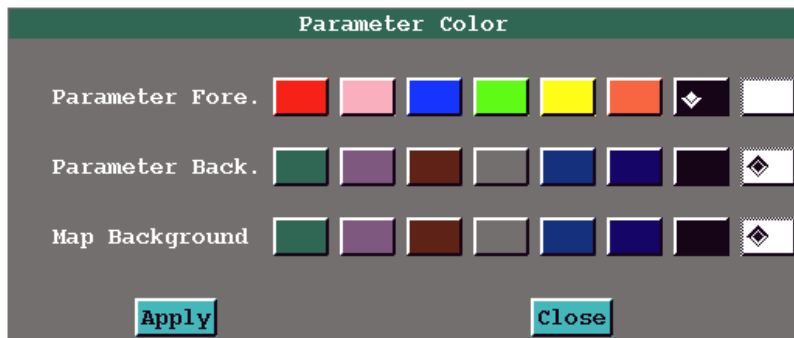 Parameter Color
Parameter Fore.
Parameter Back.
Map Background
Apply Close